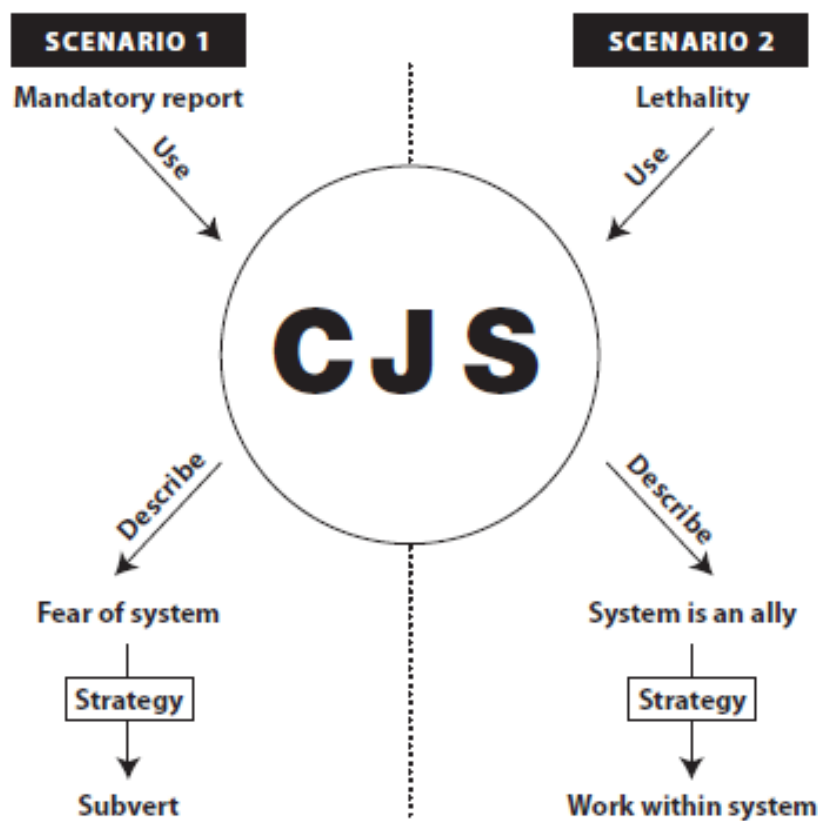 SCENARIO 1
SCENARIO 2
Mandatory report
Lethality
Use
Use
CJS
Describe
Describe
Fear of system
System is an ally
Strategy
Strategy
Subvert
Work within system